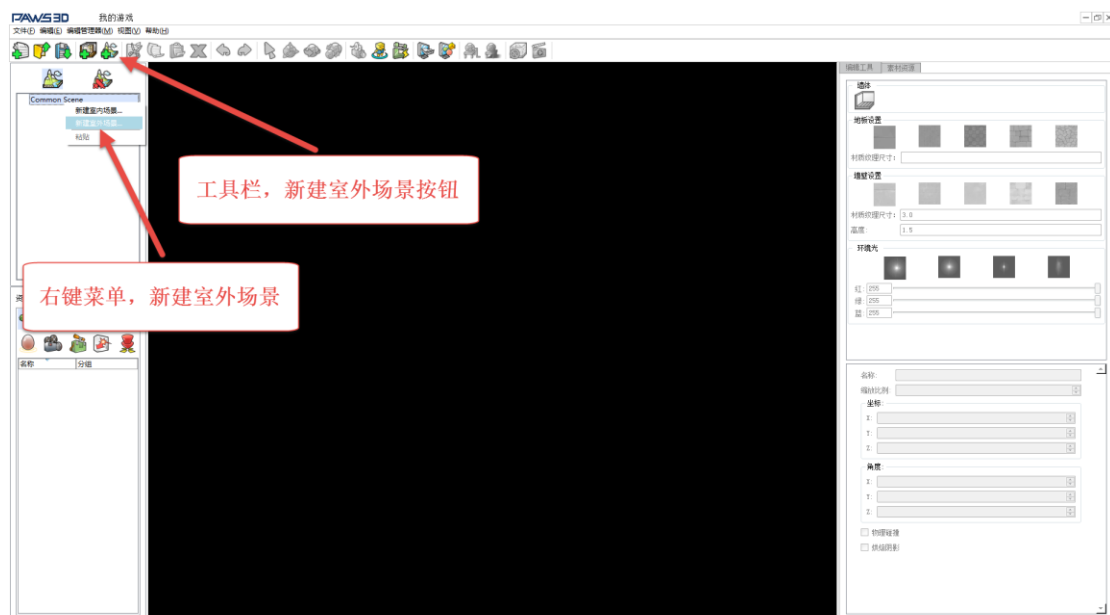 PAWS3D 我的游戏
文件(F) 编辑(E) 编辑管理器(M) 视图(V) 帮助(H)
编辑工具 素材资源
Common Scene
新建室内场景...
新建室外场景...
粘贴
工具栏，新建室外场景按钮
右键菜单，新建室外场景
名称 分组
墙体
地板设置
材质纹理尺寸：
墙壁设置
材质纹理尺寸： 3.0
高度： 1.5
环境光
红： 255
绿： 255
蓝： 255
名称：
缩放比例：
坐标：
X：
Y：
Z：
角度：
X：
Y：
Z：
物理碰撞
烘焙阴影